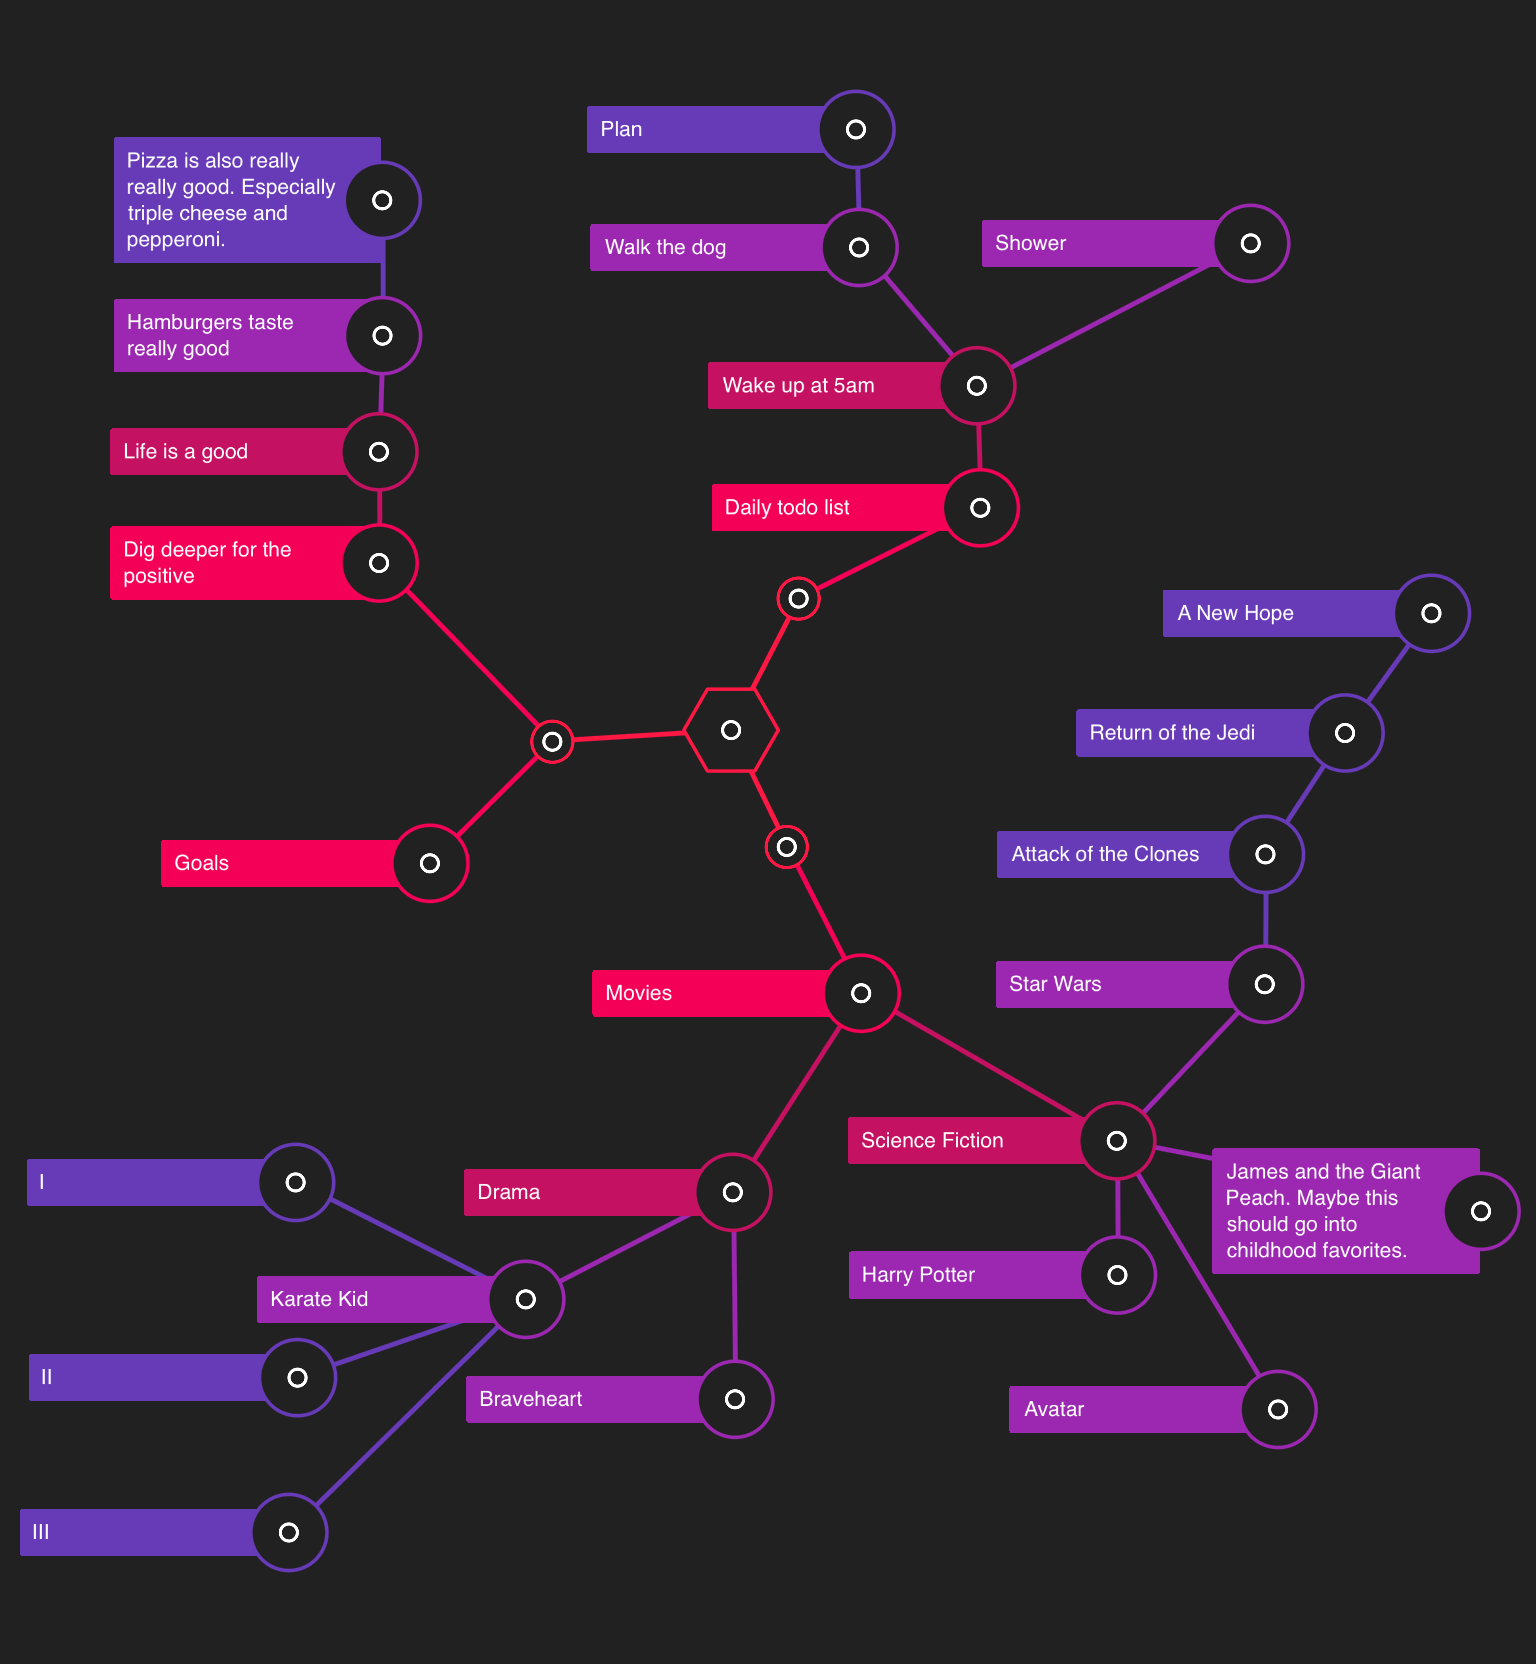 Plan
Pizza is also really
really good. Especially
triple cheese and
pepperoni.
Walk the dog
Shower
Hamburgers taste
really good
Wake up at 5am
Life is a good
Daily todo list
Dig deeper for the
positive
A New Hope
Return of the Jedi
Attack of the Clones
Goals
Star Wars
Movies
Science Fiction
James and the Giant
Peach. Maybe this
should go into
childhood favorites.
I
Drama
Harry Potter
Karate Kid
II
Braveheart
Avatar
III